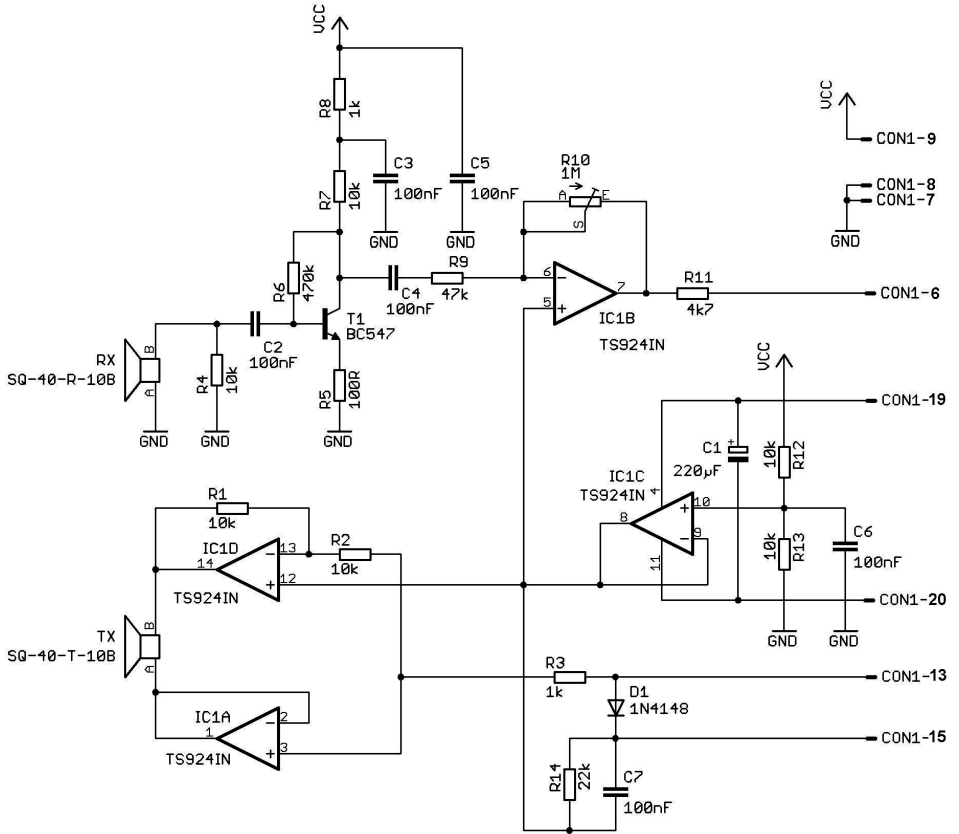 VCC
R8
1k
R7
10k
C3
100nF
GND
C5
100nF
GND
R6
470k
C4
100nF
R9
47k
R10
1M
A
E
S
6
5
7
IC1B
TS924IN
R11
4k7
VCC
CON1-9
CON1-8
CON1-7
GND
CON1-6
RX
SQ-40-R-10B
B
A
GND
R4
10k
GND
C2
100nF
T1
BC547
R5
100R
GND
VCC
CON1-19
C1
+
220µF
R12
10k
IC1C
TS924IN
4
10
8
9
11
R13
10k
C6
100nF
CON1-20
GND
GND
R1
10k
IC1D
14
13
12
TS924IN
R2
10k
TX
SQ-40-T-10B
B
A
IC1A
1
2
3
TS924IN
R3
1k
D1
1N4148
CON1-13
CON1-15
R14
22k
C7
100nF